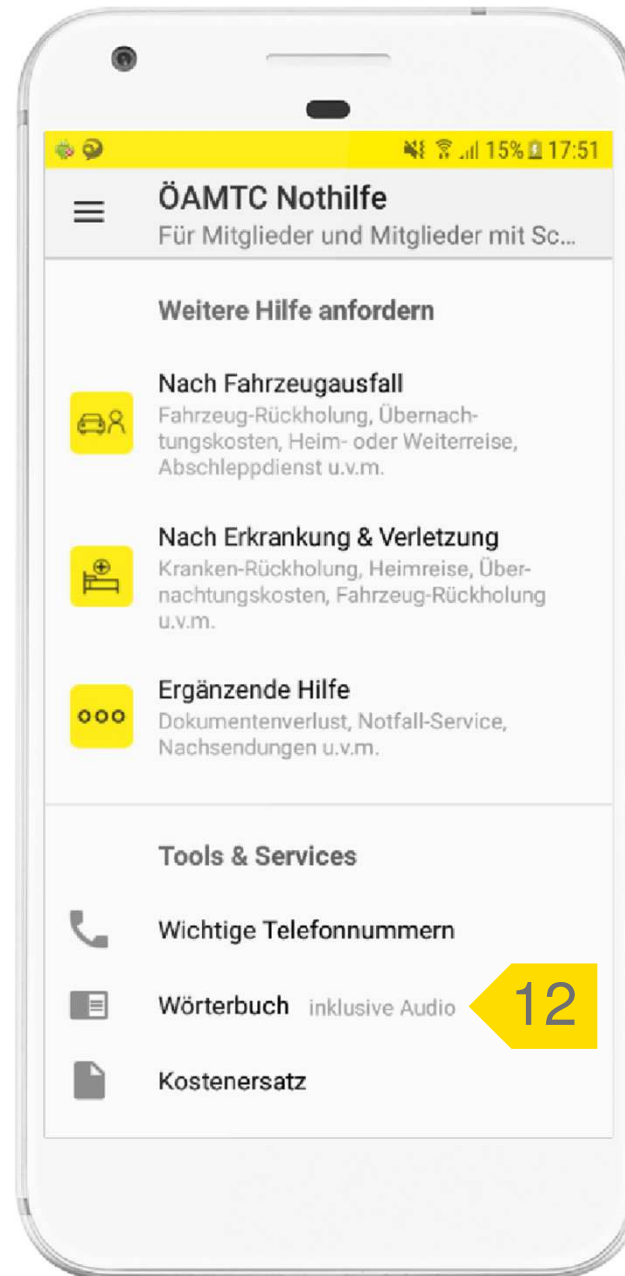 15% 17:51
ÖAMTC Nothilfe
Für Mitglieder und Mitglieder mit Sc...
Weitere Hilfe anfordern
Nach Fahrzeugausfall
Fahrzeug-Rückholung, Übernach-
tungskosten, Heim- oder Weiterreise,
Abschleppdienst u.v.m.
Nach Erkrankung & Verletzung
Kranken-Rückholung, Heimreise, Über-
nachtungskosten, Fahrzeug-Rückholung
u.v.m.
Ergänzende Hilfe
Dokumentenverlust, Notfall-Service,
Nachsendungen u.v.m.
Tools & Services
Wichtige Telefonnummern
Wörterbuch inklusive Audio 12
Kostenersatz